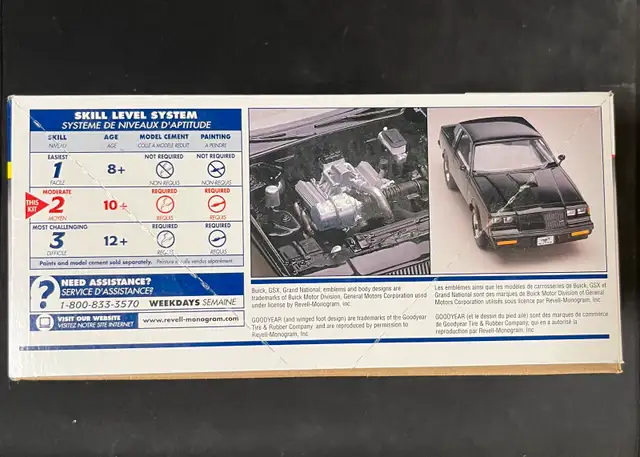 SKILL LEVEL SYSTEM
SYSTEME DE NIVEAUX D'APTITUDE
SKILL AGE MODEL CEMENT PAINTING
NIVEAU AGE COLLE A MODÈLE RÉDUIT A PEINDRE
EASIEST NOT REQUIRED NOT REQUIRED
1 8+
FACILE NON-REQUIS NON-REQUIS
THIS KIT
MODERATE REQUIRED REQUIRED
2 10+
MOYEN REQUIS REQUIS
MOST CHALLENGING REQUIRED REQUIRED
3 12+
DIFFICILE REQUIS REQUIS
Paints and model cement sold separately. Peinture et colle vendus séparément.
? NEED ASSISTANCE?
SERVICE D'ASSISTANCE?
1-800-833-3570 WEEKDAYS SEMAINE
VISIT OUR WEBSITE
VISITEZ NOTRE SITE INTERNET
www.revell-monogram.com
Buick, GSX, Grand National, emblems and body designs are
trademarks of Buick Motor Division, General Motors Corporation used
under license by Revell-Monogram, Inc.
GOODYEAR (and winged foot design) are trademarks of the Goodyear
Tire & Rubber Company and are reproduced by permission to
Revell-Monogram, Inc.
Les emblèmes ainsi que les modèles de carrosseries de Buick, GSX et
Grand National sont des marques de Buick Motor Division of General
Motors Corporation utilisés sous licence par Revell-Monogram, Inc.
GOODYEAR (et le dessin du pied ailé) sont des marques de commerce
de Goodyear Tire & Rubber Company, qui en a autorisé la
reproduction par Revell-Monogram, Inc.